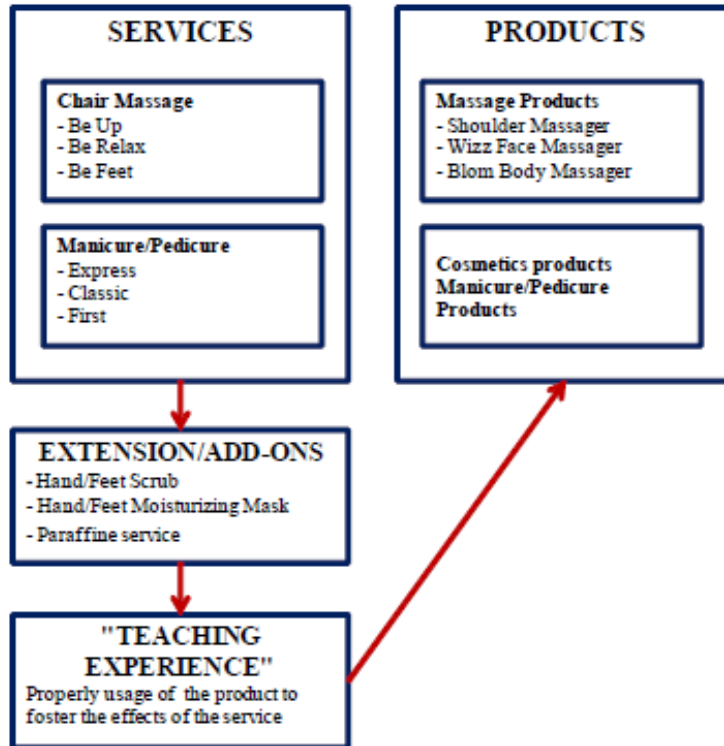 SERVICES
Chair Massage
- Be Up
- Be Relax
- Be Feet
Manicure/Pedicure
- Express
- Classic
- First
EXTENSION/ADD-ONS
- Hand/Feet Scrub
- Hand/Feet Moisturizing Mask
- Paraffine service
"TEACHING
EXPERIENCE"
Properly usage of the product to
foster the effects of the service
PRODUCTS
Massage Products
- Shoulder Massager
- Wizz Face Massager
- Blom Body Massager
Cosmetics products
Manicure/Pedicure
Products